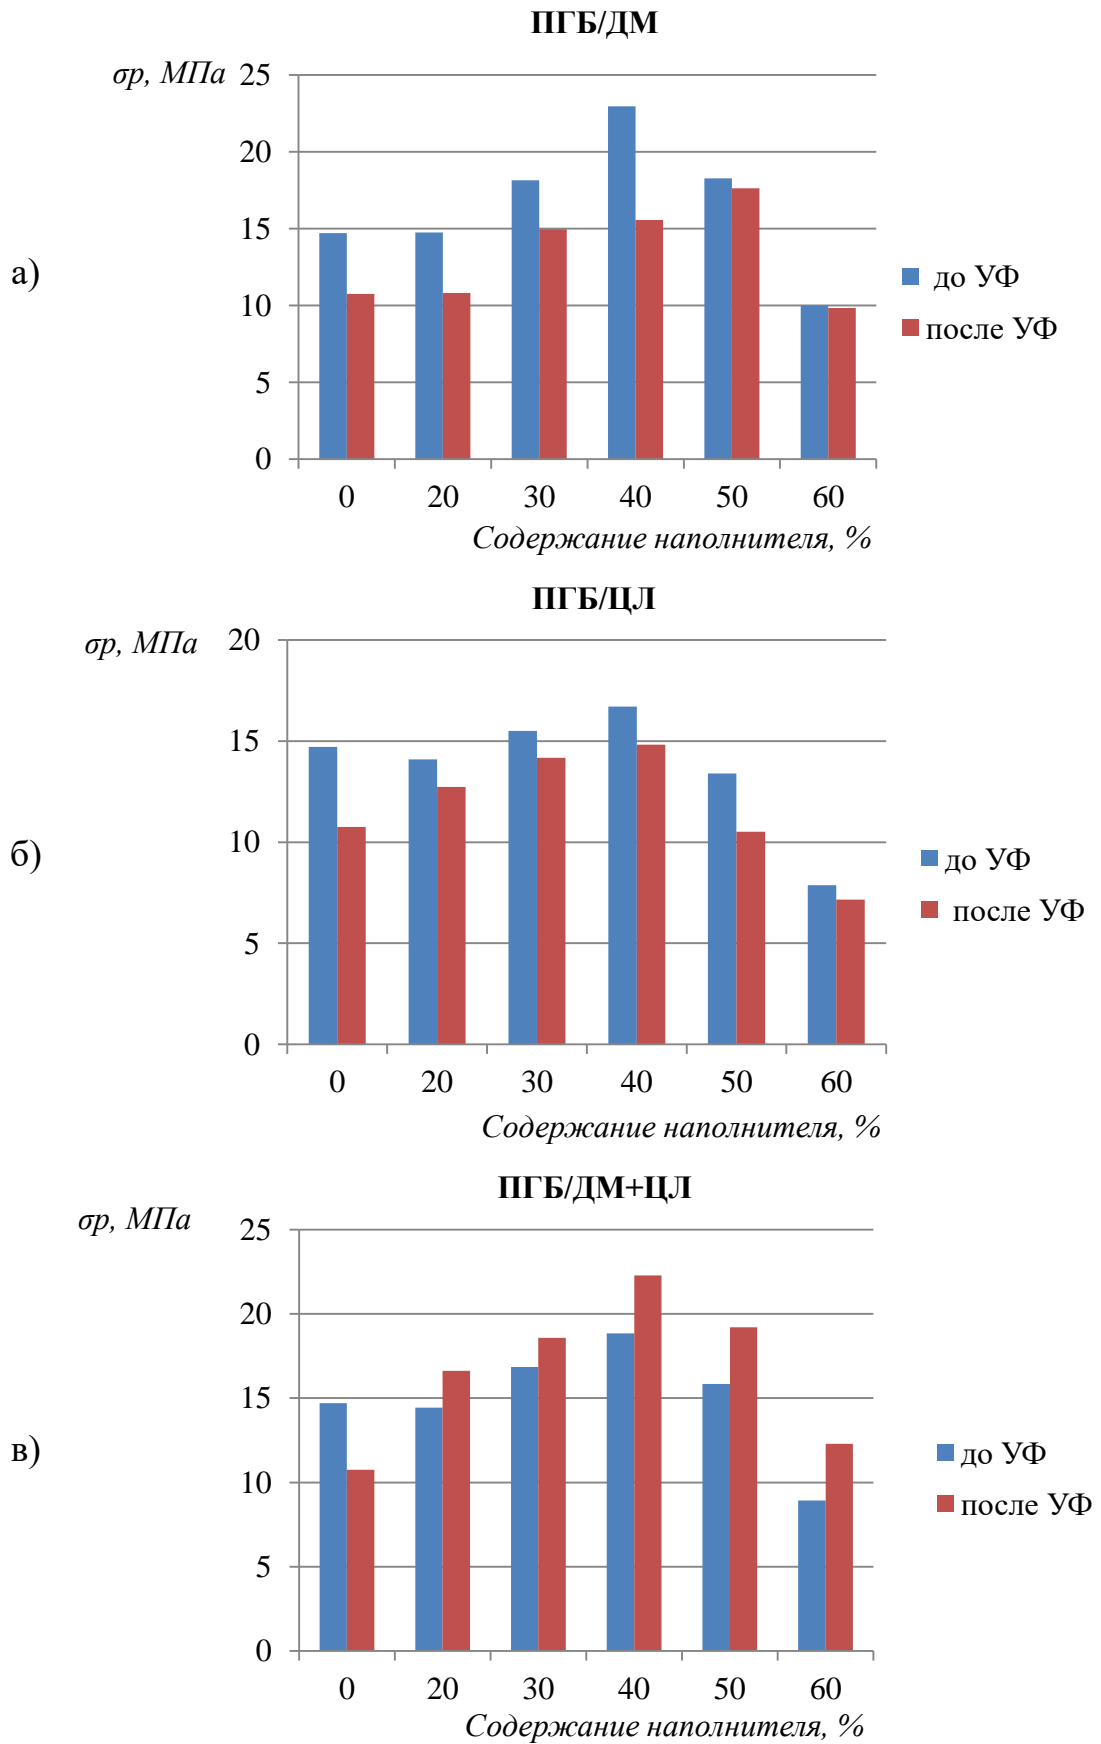 ПГБ/ДМ
σр, МПа
25
20
15
10
5
0
0 20 30 40 50 60
Содержание наполнителя, %
а)
до УФ
после УФ
ПГБ/ЦЛ
σр, МПа
20
15
10
5
0
0 20 30 40 50 60
Содержание наполнителя, %
б)
до УФ
после УФ
ПГБ/ДМ+ЦЛ
σр, МПа
25
20
15
10
5
0
0 20 30 40 50 60
Содержание наполнителя, %
в)
до УФ
после УФ